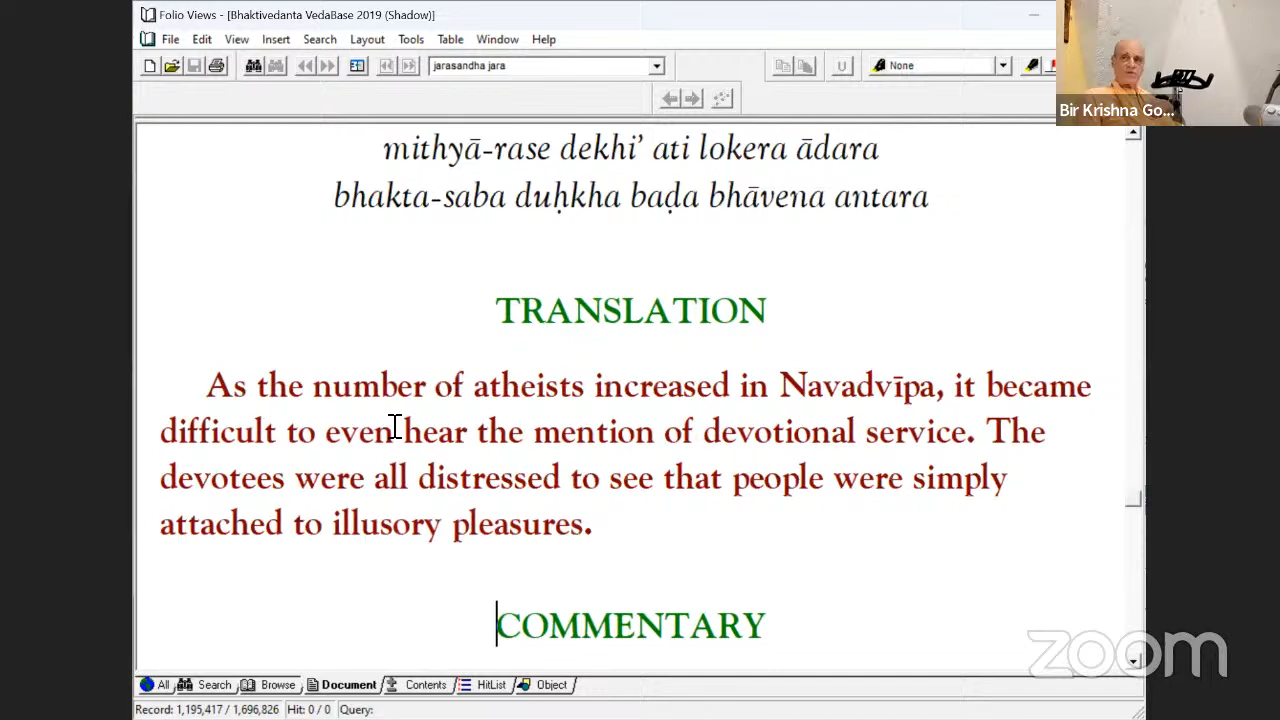 Folio Views - [Bhaktivedanta VedaBase 2019 (Shadow)]
File Edit View Insert Search Layout Tools Table Window Help
jarasandha jara
U
None
Bir Krishna Go...
mithyā-rase dekhi’ ati lokera ādara
bhakta-saba duḥkha baḍa bhāvena antara
TRANSLATION
As the number of atheists increased in Navadvīpa, it became
difficult to even hear the mention of devotional service. The
devotees were all distressed to see that people were simply
attached to illusory pleasures.
COMMENTARY
zoom
All Search Browse Document Contents HitList Object
Record: 1,195,417 / 1,696,826 Hit: 0 / 0 Query: